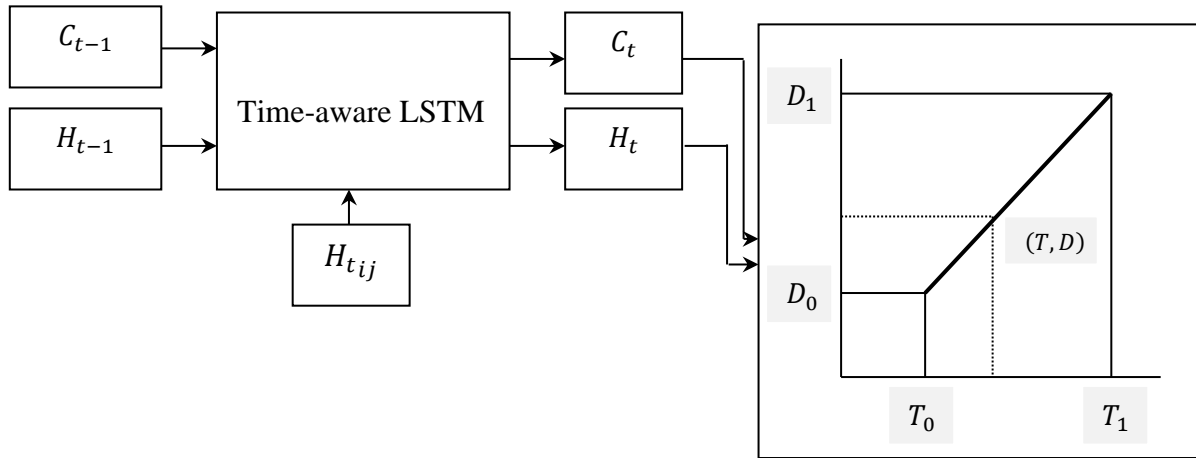 C_{t−1}
H_{t−1}
Time-aware LSTM
H_{t_{ij}}
C_t
H_t
D_1
(T, D)
D_0
T_0
T_1